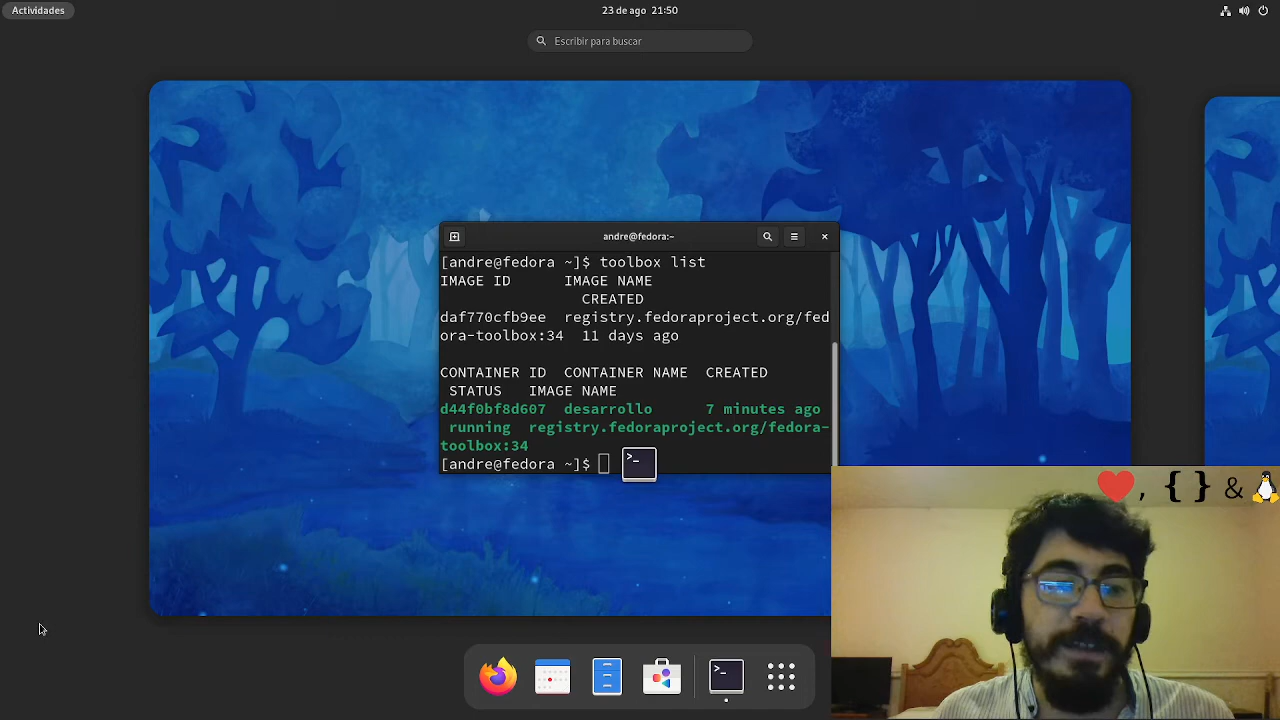 Actividades
23 de ago 21:50
Escribir para buscar
andre@fedora:~
[andre@fedora ~]$ toolbox list
IMAGE ID      IMAGE NAME
CREATED
daf770cfb9ee  registry.fedoraproject.org/fed
ora-toolbox:34  11 days ago
CONTAINER ID  CONTAINER NAME  CREATED
STATUS   IMAGE NAME
d44f0bf8d607  desarrollo      7 minutes ago
running  registry.fedoraproject.org/fedora-
toolbox:34
[andre@fedora ~]$
>_
, { } &
>_